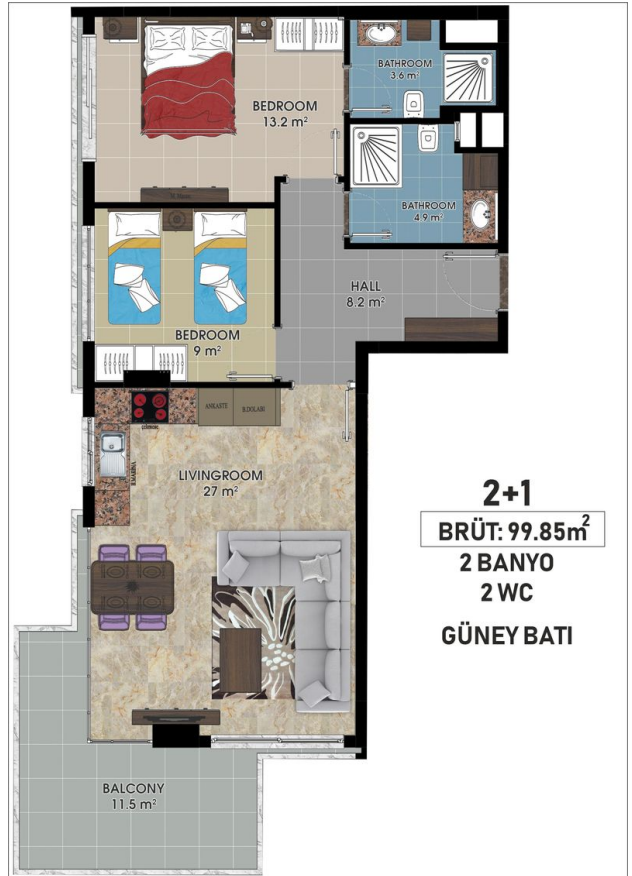 BATHROOM
3.6 m²
BEDROOM
13.2 m²
BATHROOM
4.9 m²
HALL
8.2 m²
BEDROOM
9 m²
ANKASTE
B.DOLABI
B.MAKINA
LIVINGROOM
27 m²
2+1
BRÜT: 99.85m²
2 BANYO
2 WC
GÜNEY BATI
BALCONY
11.5 m²